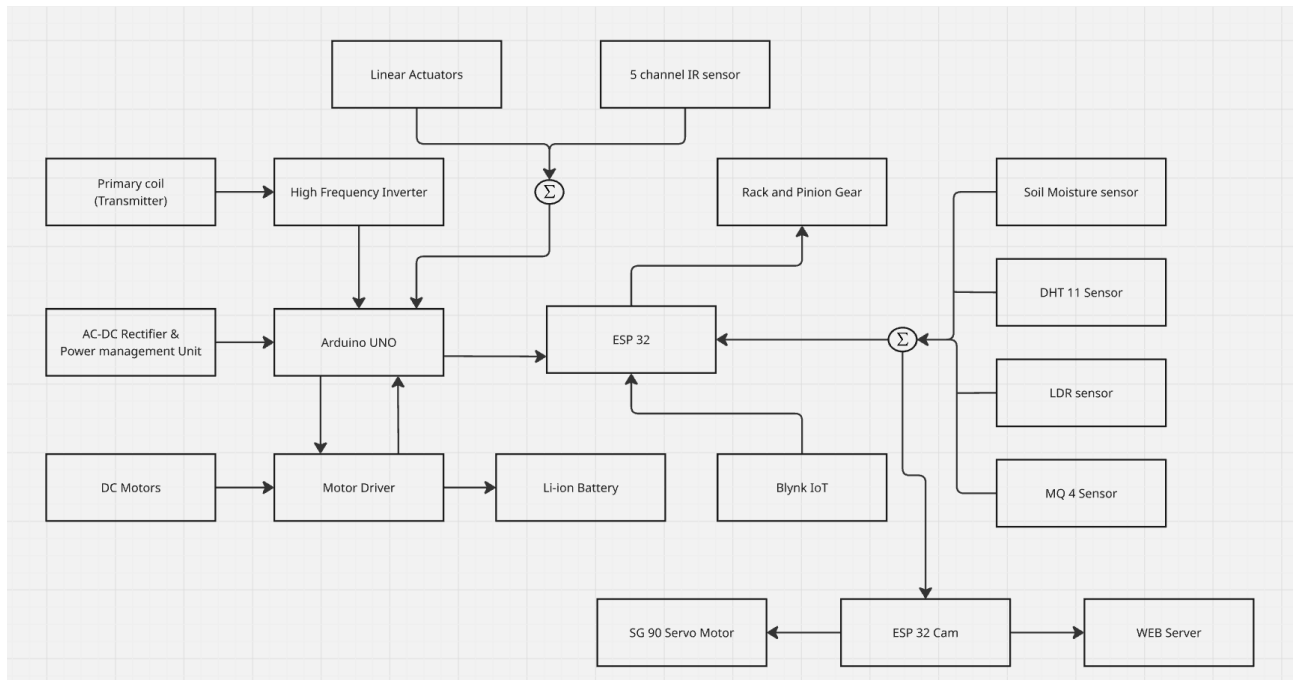 Linear Actuators
5 channel IR sensor
Primary coil
(Transmitter)
High Frequency Inverter
Σ
Rack and Pinion Gear
Soil Moisture sensor
DHT 11 Sensor
AC-DC Rectifier &
Power management Unit
Arduino UNO
ESP 32
Σ
LDR sensor
DC Motors
Motor Driver
Li-ion Battery
Blynk IoT
MQ 4 Sensor
SG 90 Servo Motor
ESP 32 Cam
WEB Server